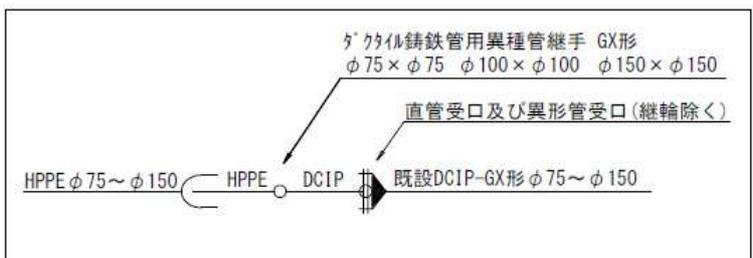 ダクタイル鋳鉄管用異種管継手 GX形
φ75×φ75 φ100×φ100 φ150×φ150
直管受口及び異形管受口(継輪除く)
HPPEφ75～φ150 HPPE DCIP 既設DCIP-GX形φ75～φ150